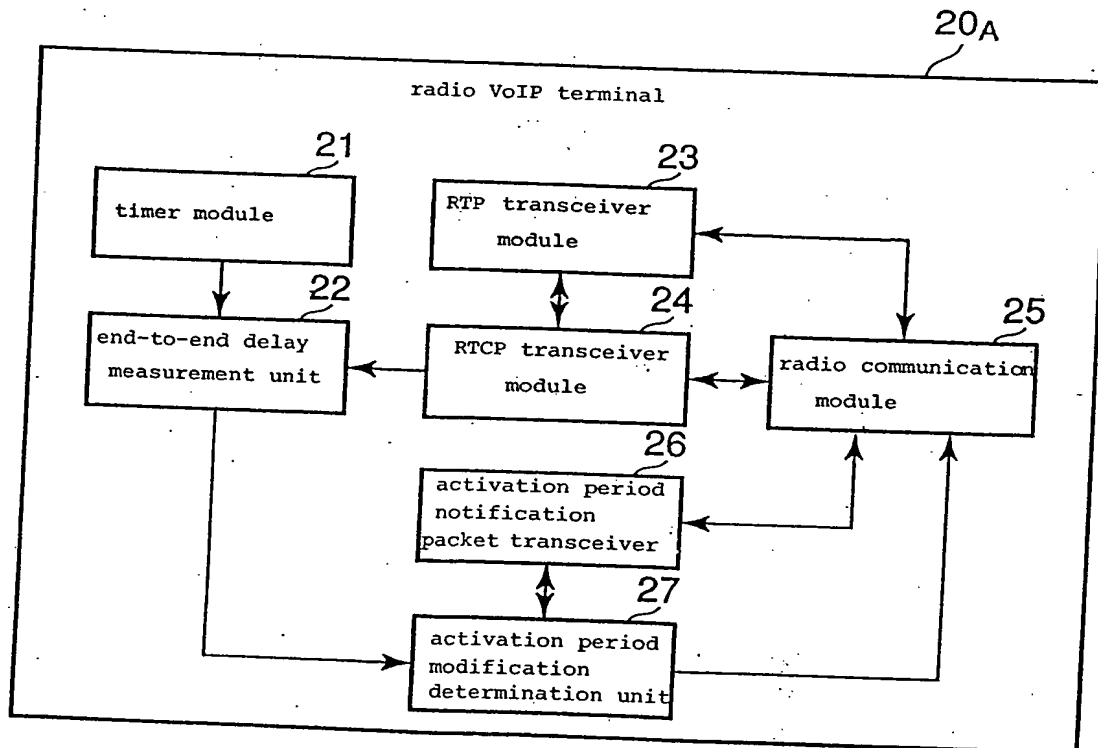 20A
radio VoIP terminal
21
timer module
23
RTP transceiver
module
22
end-to-end delay
measurement unit
24
RTCP transceiver
module
25
radio communication
module
26
activation period
notification
packet transceiver
27
activation period
modification
determination unit